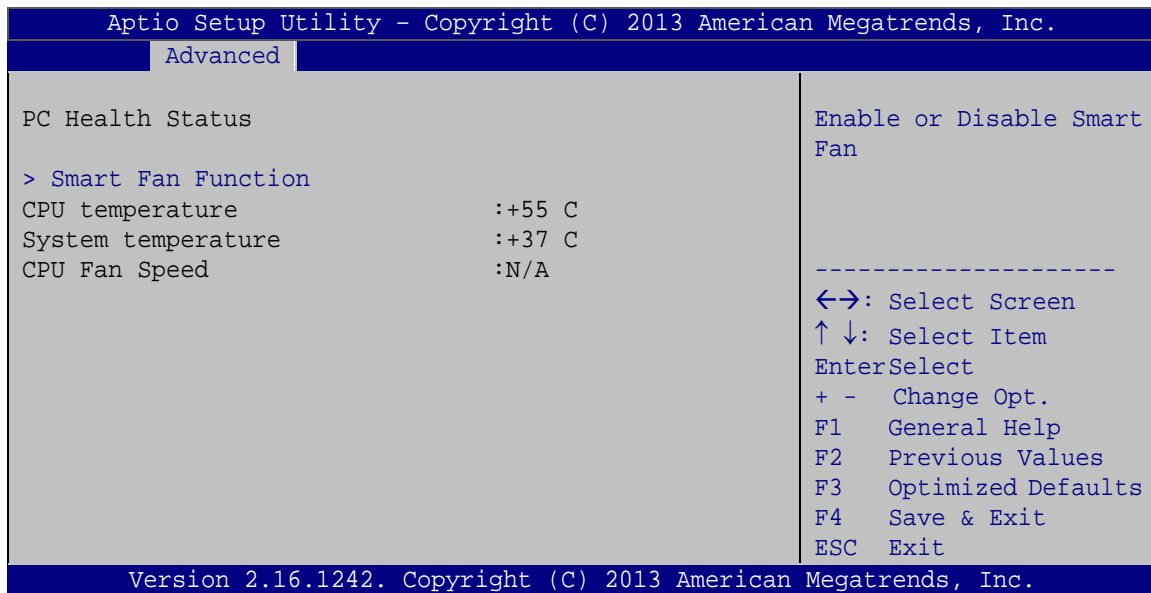 Aptio Setup Utility – Copyright (C) 2013 American Megatrends, Inc.
Advanced
PC Health Status
> Smart Fan Function
CPU temperature :+55 C
System temperature :+37 C
CPU Fan Speed :N/A
Enable or Disable Smart
Fan
---------------------
←→: Select Screen
↑ ↓: Select Item
EnterSelect
+ - Change Opt.
F1 General Help
F2 Previous Values
F3 Optimized Defaults
F4 Save & Exit
ESC Exit
Version 2.16.1242. Copyright (C) 2013 American Megatrends, Inc.